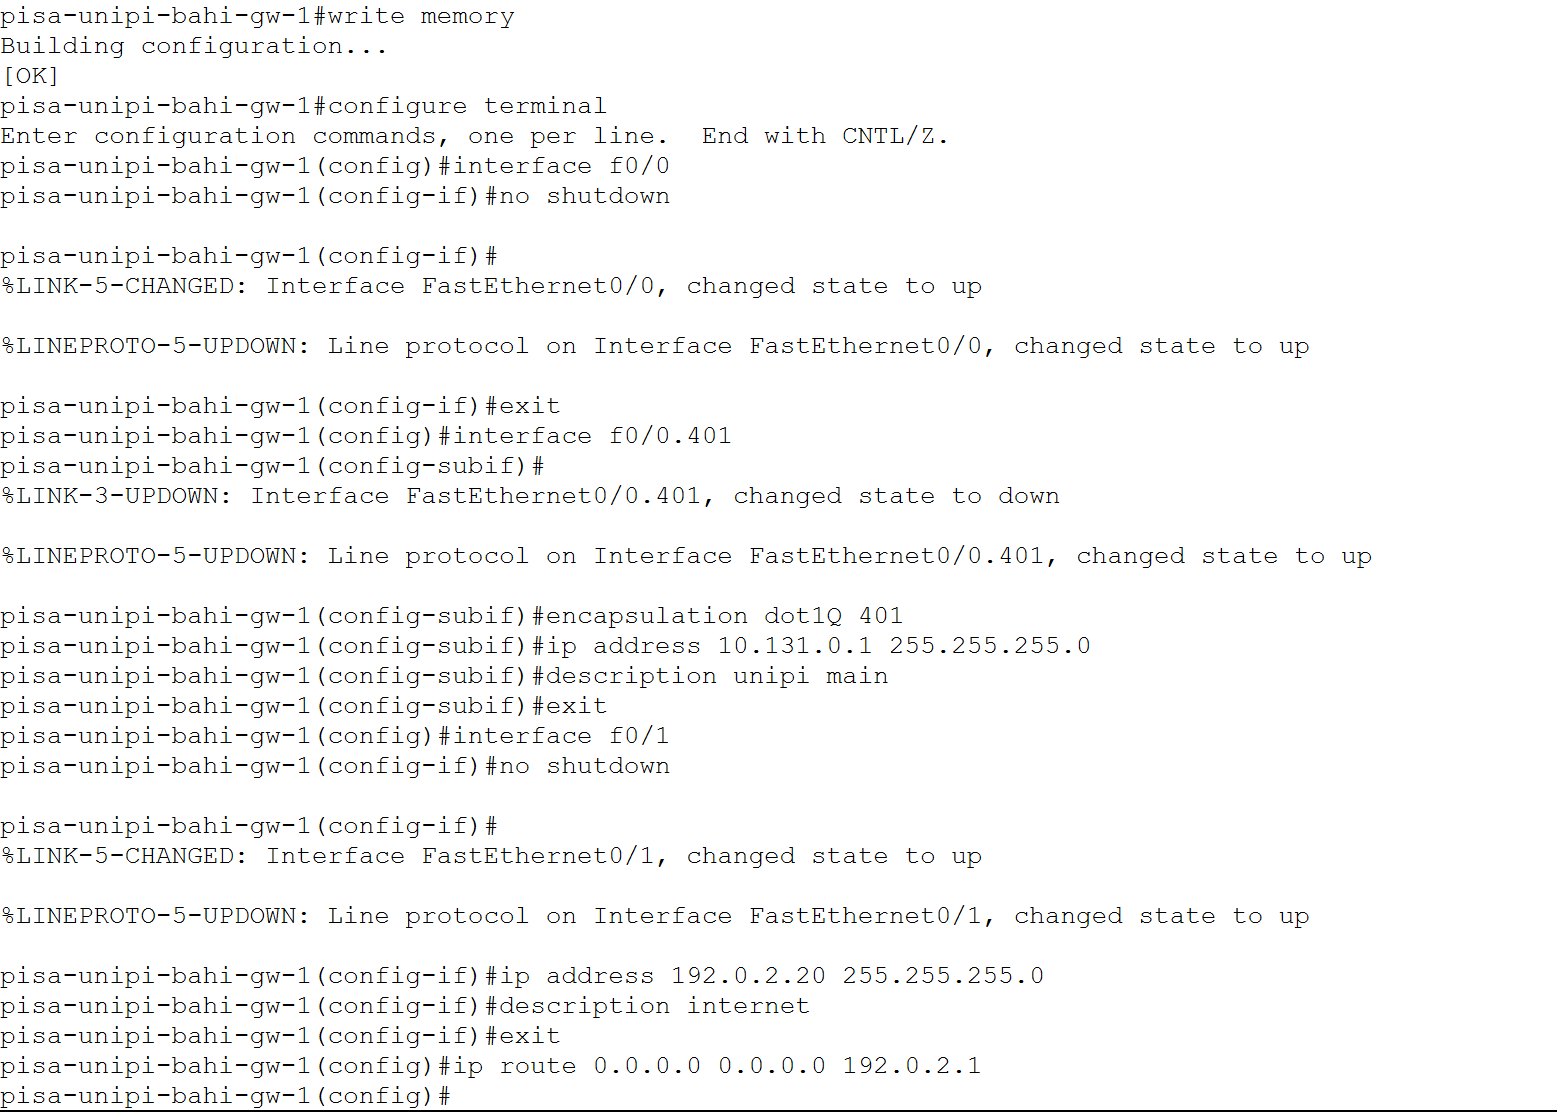 pisa-unipi-bahi-gw-1#write memory
Building configuration...
[OK]
pisa-unipi-bahi-gw-1#configure terminal
Enter configuration commands, one per line.  End with CNTL/Z.
pisa-unipi-bahi-gw-1(config)#interface f0/0
pisa-unipi-bahi-gw-1(config-if)#no shutdown
pisa-unipi-bahi-gw-1(config-if)#
%LINK-5-CHANGED: Interface FastEthernet0/0, changed state to up
%LINEPROTO-5-UPDOWN: Line protocol on Interface FastEthernet0/0, changed state to up
pisa-unipi-bahi-gw-1(config-if)#exit
pisa-unipi-bahi-gw-1(config)#interface f0/0.401
pisa-unipi-bahi-gw-1(config-subif)#
%LINK-3-UPDOWN: Interface FastEthernet0/0.401, changed state to down
%LINEPROTO-5-UPDOWN: Line protocol on Interface FastEthernet0/0.401, changed state to up
pisa-unipi-bahi-gw-1(config-subif)#encapsulation dot1Q 401
pisa-unipi-bahi-gw-1(config-subif)#ip address 10.131.0.1 255.255.255.0
pisa-unipi-bahi-gw-1(config-subif)#description unipi main
pisa-unipi-bahi-gw-1(config-subif)#exit
pisa-unipi-bahi-gw-1(config)#interface f0/1
pisa-unipi-bahi-gw-1(config-if)#no shutdown
pisa-unipi-bahi-gw-1(config-if)#
%LINK-5-CHANGED: Interface FastEthernet0/1, changed state to up
%LINEPROTO-5-UPDOWN: Line protocol on Interface FastEthernet0/1, changed state to up
pisa-unipi-bahi-gw-1(config-if)#ip address 192.0.2.20 255.255.255.0
pisa-unipi-bahi-gw-1(config-if)#description internet
pisa-unipi-bahi-gw-1(config-if)#exit
pisa-unipi-bahi-gw-1(config)#ip route 0.0.0.0 0.0.0.0 192.0.2.1
pisa-unipi-bahi-gw-1(config)#